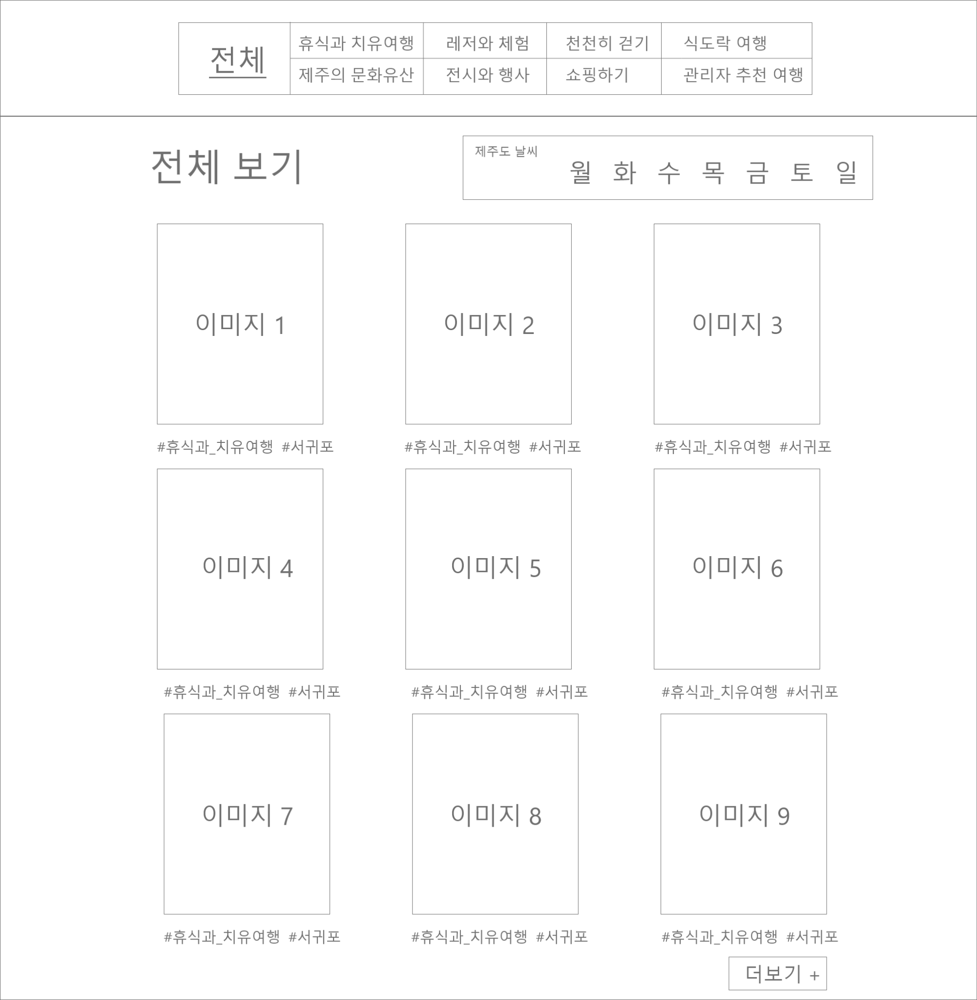 전체
휴식과 치유여행 레저와 체험 천천히 걷기 식도락 여행
제주의 문화유산 전시와 행사 쇼핑하기 관리자 추천 여행
전체 보기
제주도 날씨
월 화 수 목 금 토 일
이미지 1 이미지 2 이미지 3
#휴식과_치유여행 #서귀포 #휴식과_치유여행 #서귀포 #휴식과_치유여행 #서귀포
이미지 4 이미지 5 이미지 6
#휴식과_치유여행 #서귀포 #휴식과_치유여행 #서귀포 #휴식과_치유여행 #서귀포
이미지 7 이미지 8 이미지 9
#휴식과_치유여행 #서귀포 #휴식과_치유여행 #서귀포 #휴식과_치유여행 #서귀포
더보기 +